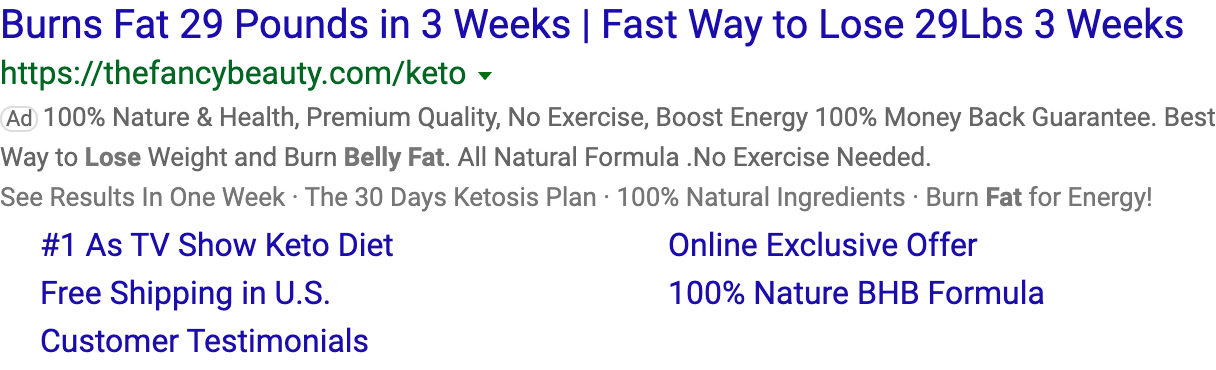 Burns Fat 29 Pounds in 3 Weeks | Fast Way to Lose 29Lbs 3 Weeks
https://thefancybeauty.com/keto
Ad 100% Nature & Health, Premium Quality, No Exercise, Boost Energy 100% Money Back Guarantee. Best
Way to Lose Weight and Burn Belly Fat. All Natural Formula .No Exercise Needed.
See Results In One Week · The 30 Days Ketosis Plan · 100% Natural Ingredients · Burn Fat for Energy!
#1 As TV Show Keto Diet
Online Exclusive Offer
Free Shipping in U.S.
100% Nature BHB Formula
Customer Testimonials